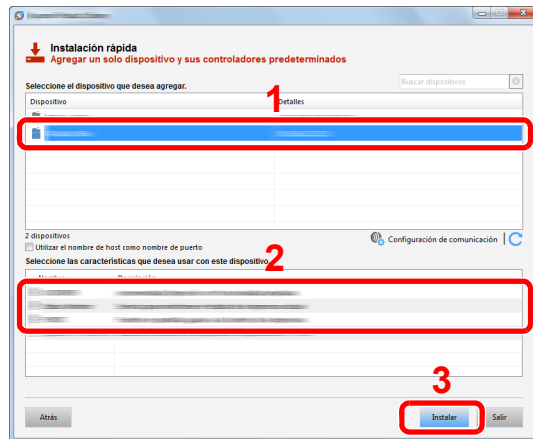 Instalación rápida
Agregar un solo dispositivo y sus controladores predeterminados
Buscar dispositivos
Seleccione el dispositivo que desea agregar.
1
Dispositivo Detalles
2 dispositivos
Configuración de comunicación
Utilizar el nombre de host como nombre de puerto
2
Seleccione las características que desea usar con este dispositivo
3
Atrás Instalar Salir